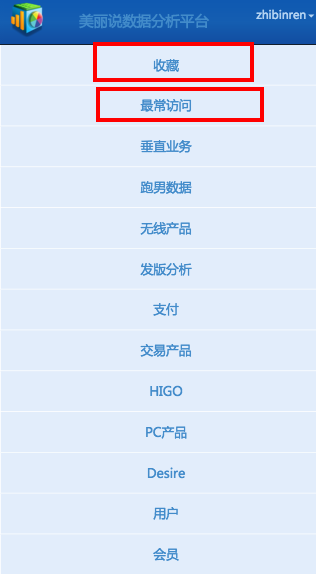 美丽说数据分析平台
zhibinren
收藏
最常访问
垂直业务
跑男数据
无线产品
发版分析
支付
交易产品
HIGO
PC产品
Desire
用户
会员